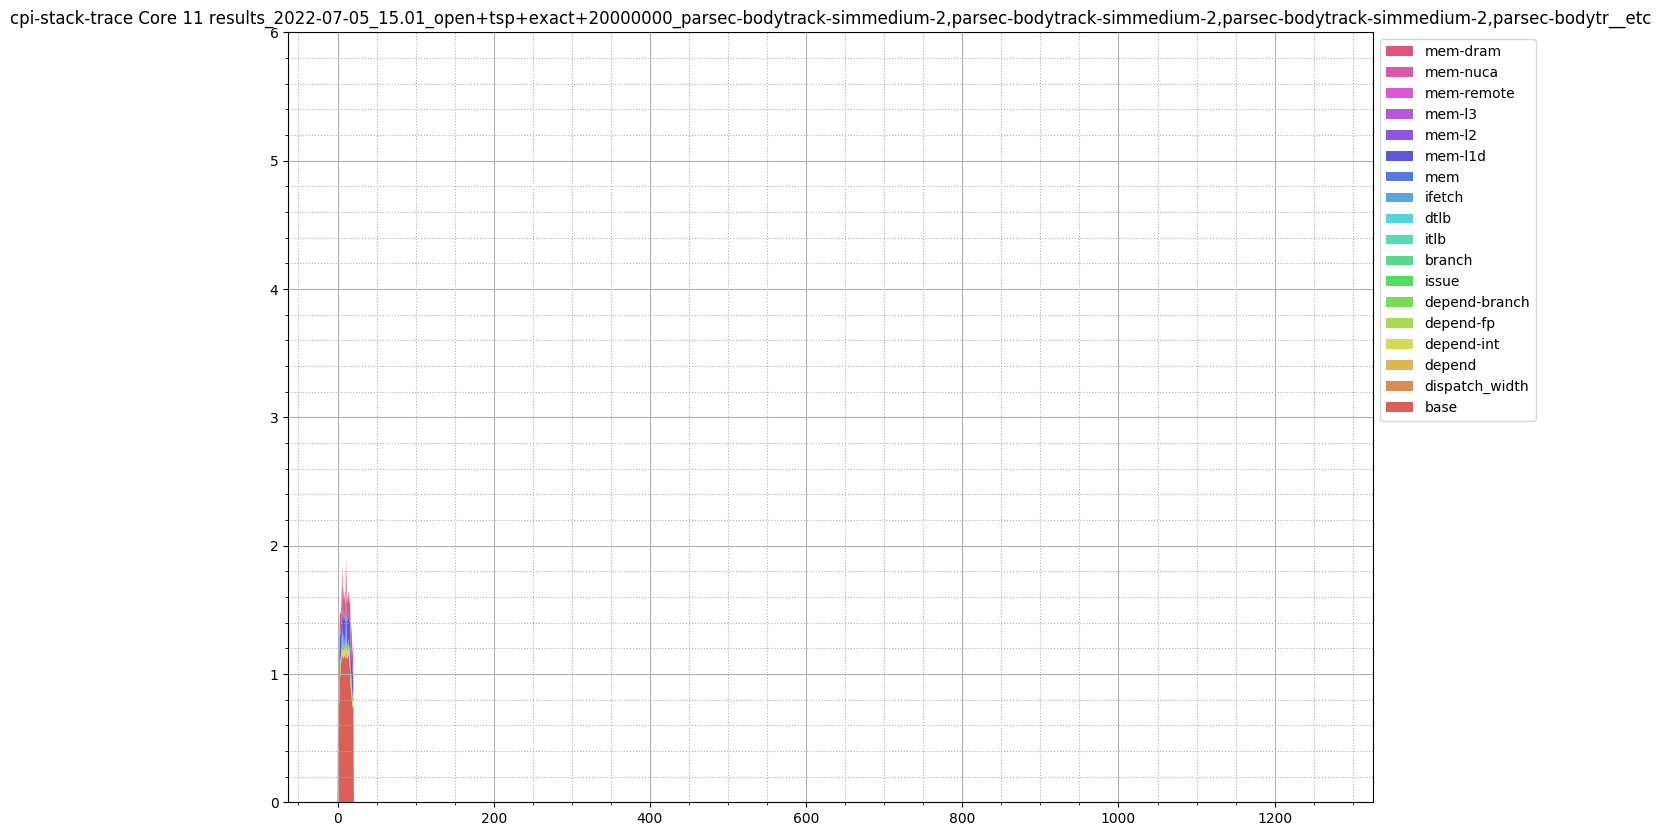 cpi-stack-trace Core 11 results_2022-07-05_15.01_open+tsp+exact+20000000_parsec-bodytrack-simmedium-2,parsec-bodytrack-simmedium-2,parsec-bodytrack-simmedium-2,parsec-bodytr__etc
6
5
4
3
2
1
0
0 200 400 600 800 1000 1200
mem-dram
mem-nuca
mem-remote
mem-l3
mem-l2
mem-l1d
mem
ifetch
dtlb
itlb
branch
issue
depend-branch
depend-fp
depend-int
depend
dispatch_width
base